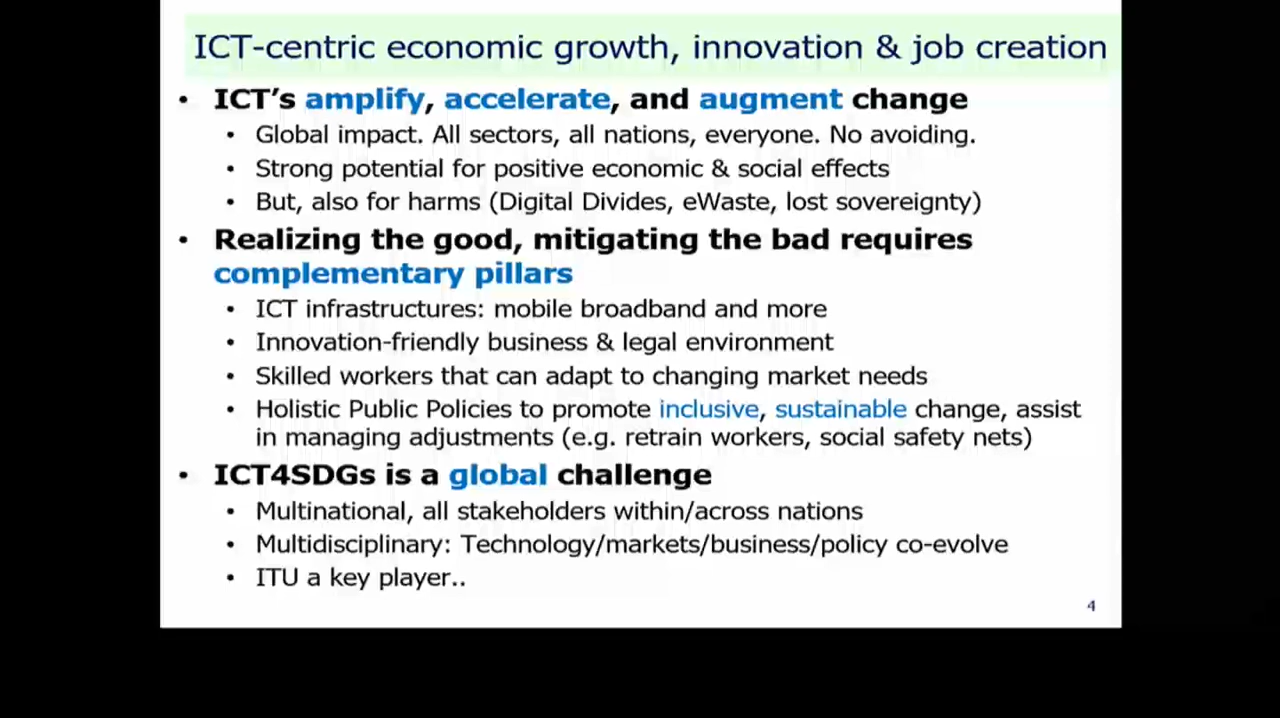 ICT-centric economic growth, innovation & job creation
• ICT's amplify, accelerate, and augment change
• Global impact. All sectors, all nations, everyone. No avoiding.
• Strong potential for positive economic & social effects
• But, also for harms (Digital Divides, eWaste, lost sovereignty)
• Realizing the good, mitigating the bad requires
complementary pillars
• ICT infrastructures: mobile broadband and more
• Innovation-friendly business & legal environment
• Skilled workers that can adapt to changing market needs
• Holistic Public Policies to promote inclusive, sustainable change, assist
in managing adjustments (e.g. retrain workers, social safety nets)
• ICT4SDGs is a global challenge
• Multinational, all stakeholders within/across nations
• Multidisciplinary: Technology/markets/business/policy co-evolve
• ITU a key player..
4